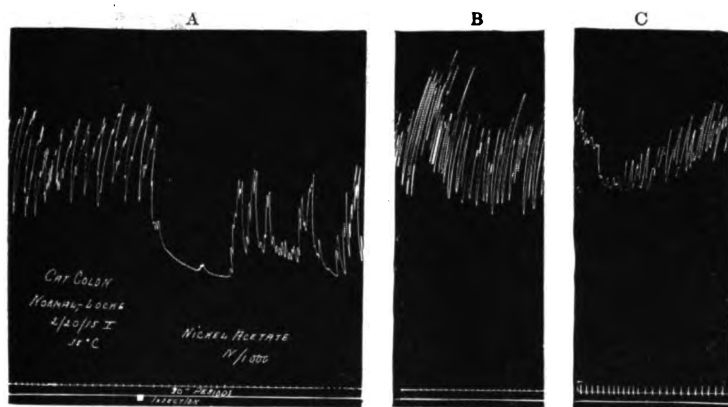 A
B
C
CAT COLON
NORMAL-LOCKE
2/20/15 I
38°C
NICKEL ACETATE
N/1000
30" PERIODS
INJECTION